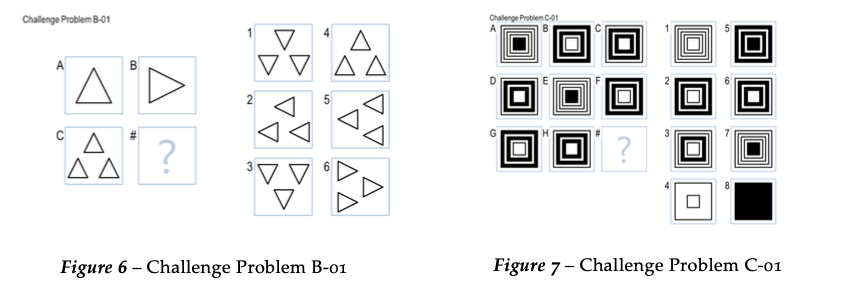 Challenge Problem B-01
A
B
C
#
?
1
4
2
5
3
6
Figure 6 – Challenge Problem B-01
Challenge Problem C-01
A
B
C
D
E
F
G
H
#
?
1
5
2
6
3
7
4
8
Figure 7 – Challenge Problem C-01